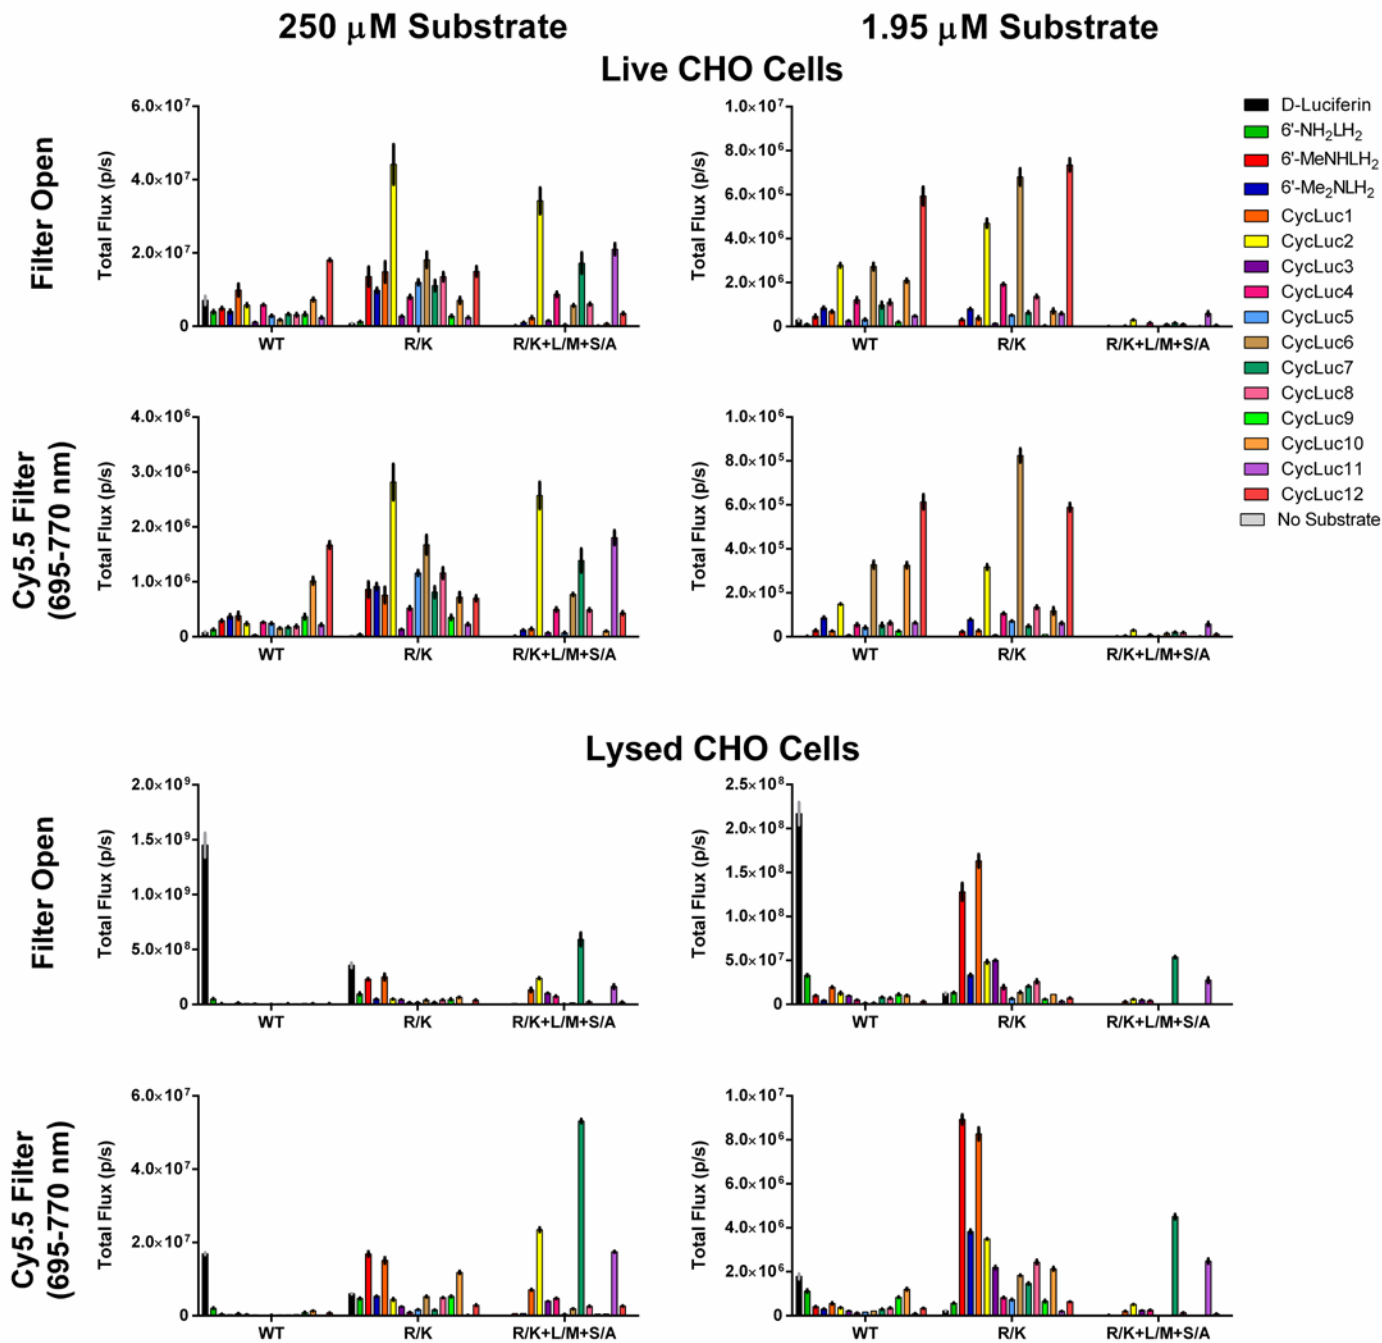 250 μM Substrate
1.95 μM Substrate
Live CHO Cells
Filter Open
Total Flux (p/s)
6.0×10⁷
4.0×10⁷
2.0×10⁷
0
WT
R/K
R/K+L/M+S/A
Total Flux (p/s)
1.0×10⁷
8.0×10⁶
6.0×10⁶
4.0×10⁶
2.0×10⁶
0
WT
R/K
R/K+L/M+S/A
D-Luciferin
6'-NH₂LH₂
6'-MeNHLH₂
6'-Me₂NLH₂
CycLuc1
CycLuc2
CycLuc3
CycLuc4
CycLuc5
CycLuc6
CycLuc7
CycLuc8
CycLuc9
CycLuc10
CycLuc11
CycLuc12
No Substrate
Cy5.5 Filter
(695-770 nm)
Total Flux (p/s)
4.0×10⁶
3.0×10⁶
2.0×10⁶
1.0×10⁶
0
WT
R/K
R/K+L/M+S/A
Total Flux (p/s)
1.0×10⁶
8.0×10⁵
6.0×10⁵
4.0×10⁵
2.0×10⁵
0
WT
R/K
R/K+L/M+S/A
Lysed CHO Cells
Filter Open
Total Flux (p/s)
2.0×10⁹
1.5×10⁹
1.0×10⁹
5.0×10⁸
0
WT
R/K
R/K+L/M+S/A
Total Flux (p/s)
2.5×10⁸
2.0×10⁸
1.5×10⁸
1.0×10⁸
5.0×10⁷
0
WT
R/K
R/K+L/M+S/A
Cy5.5 Filter
(695-770 nm)
Total Flux (p/s)
6.0×10⁷
4.0×10⁷
2.0×10⁷
0
WT
R/K
R/K+L/M+S/A
Total Flux (p/s)
1.0×10⁷
8.0×10⁶
6.0×10⁶
4.0×10⁶
2.0×10⁶
0
WT
R/K
R/K+L/M+S/A